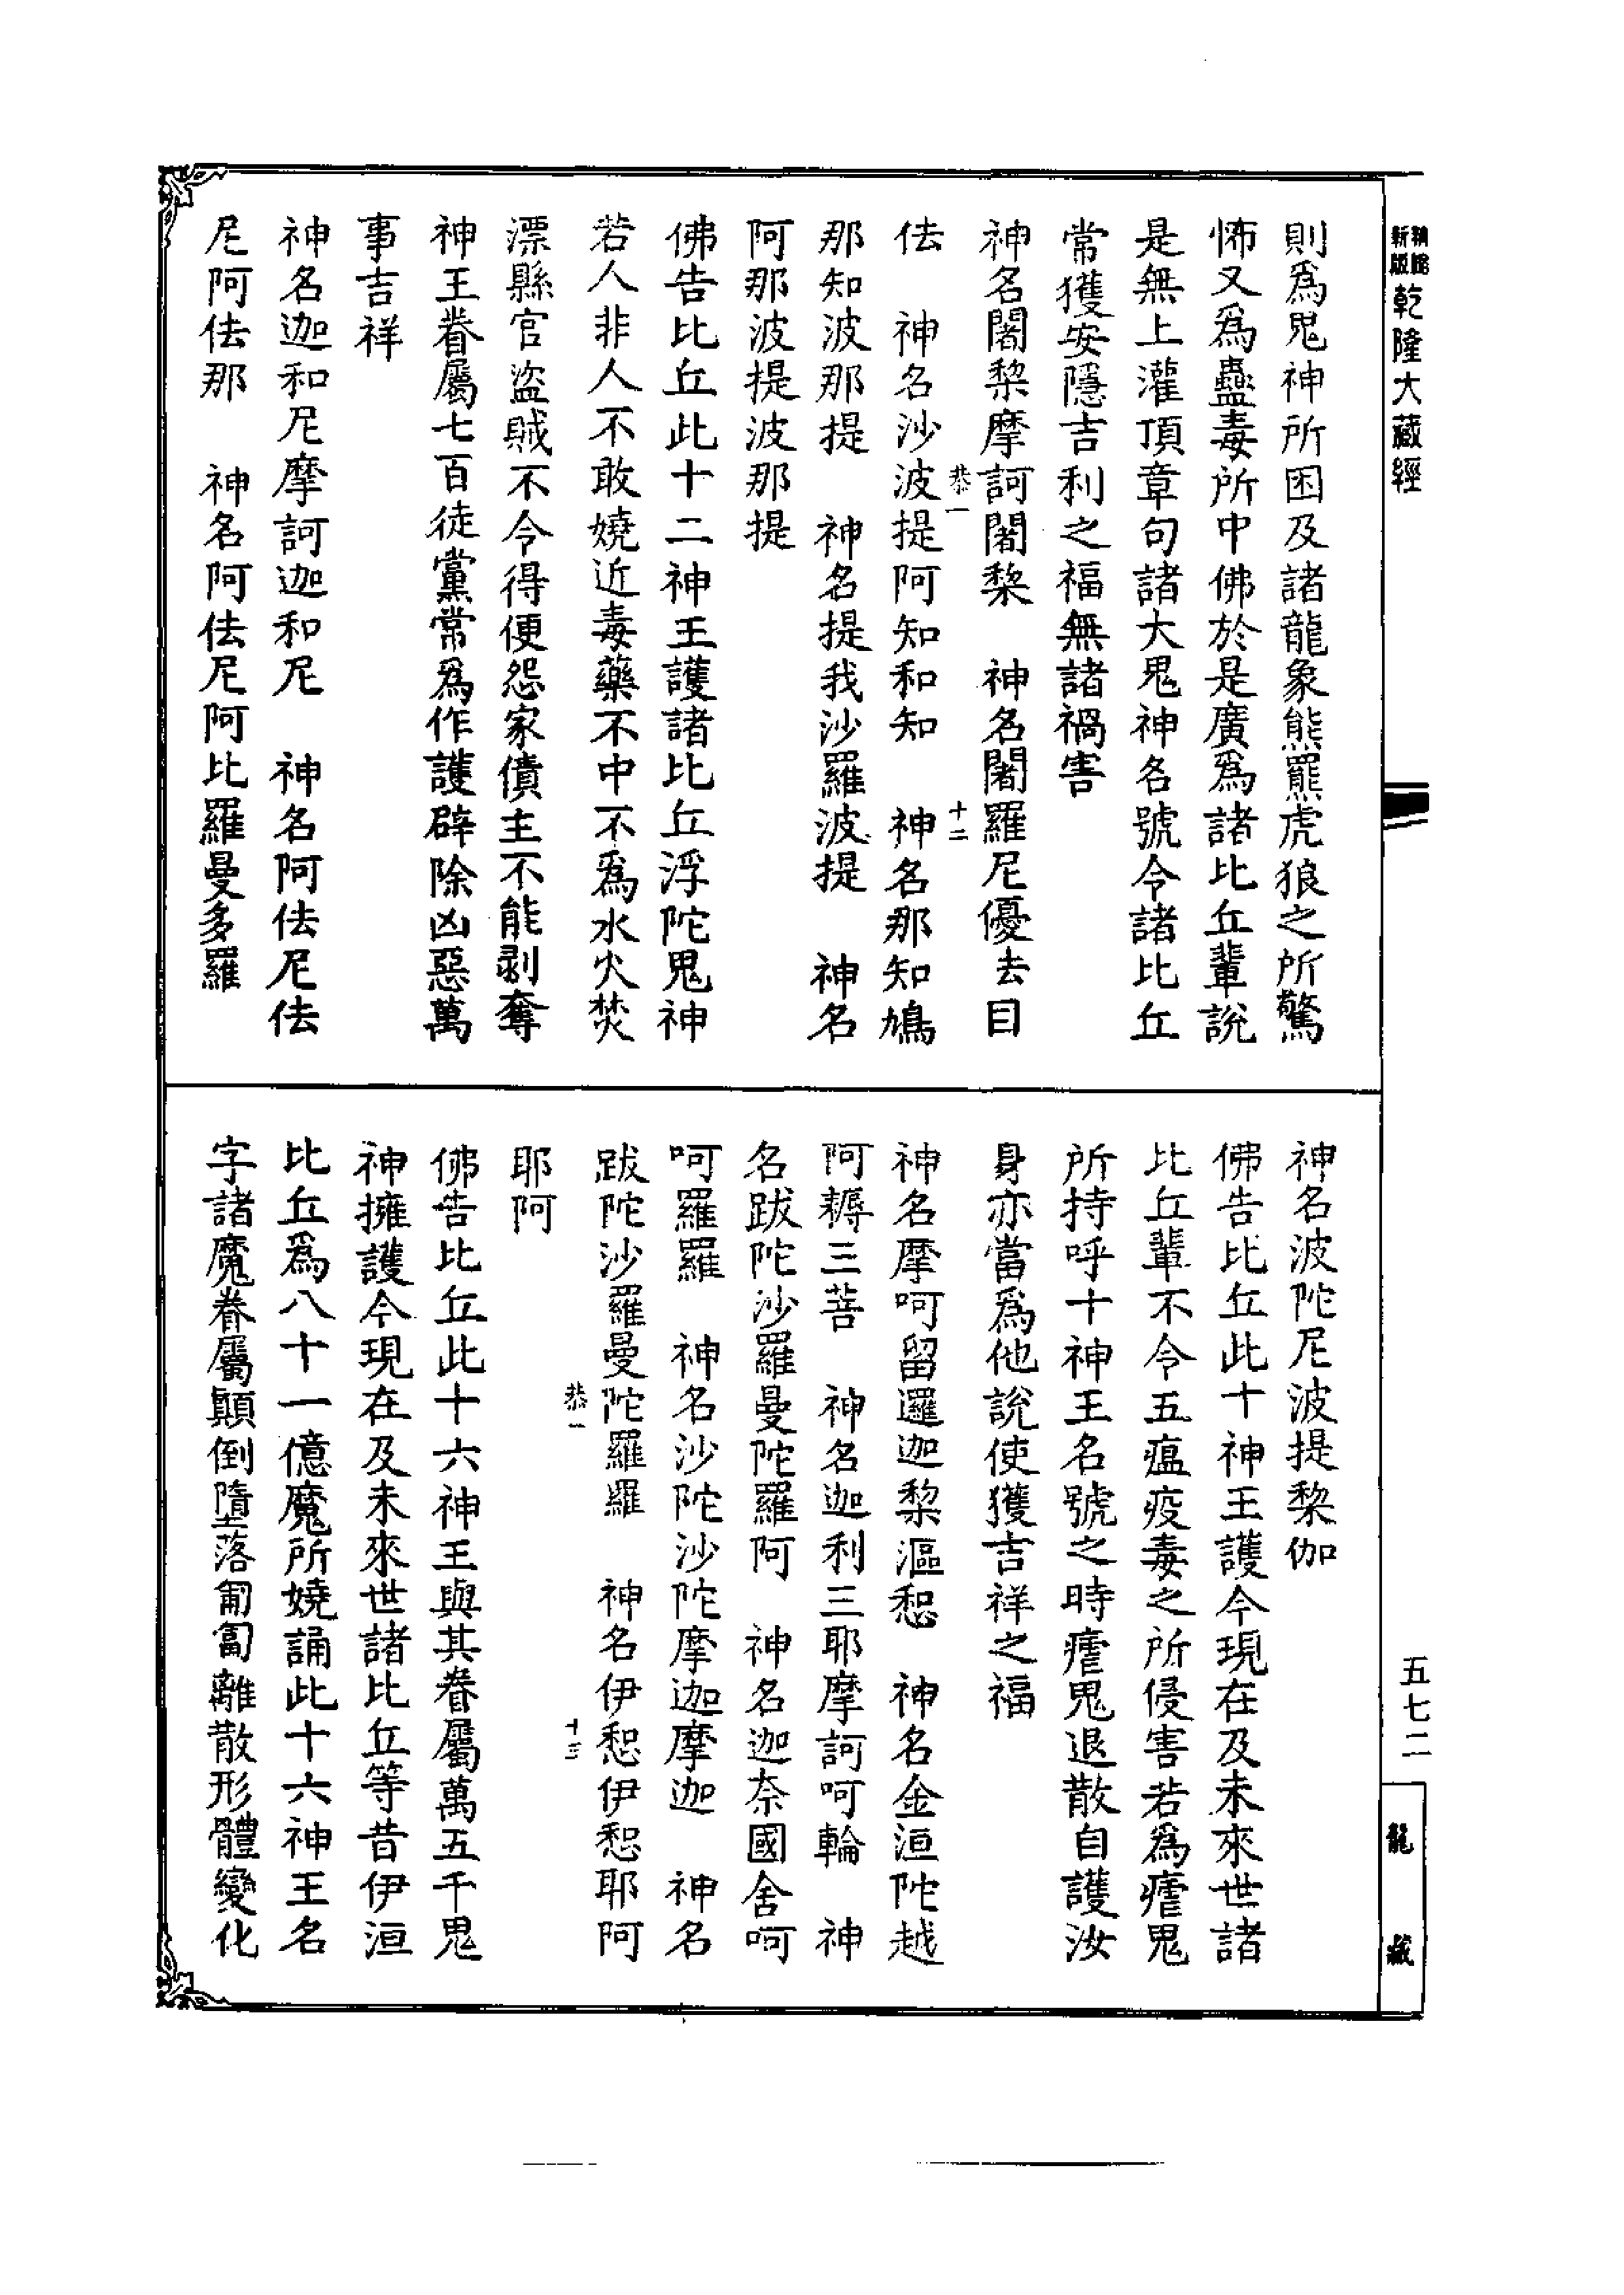 新版乾隆大藏經
則爲鬼神所困及諸龍象熊羆虎狼之所驚
怖又爲蠱毒所中佛於是廣爲諸比丘輩說
是無上灌頂章句諸大鬼神名號令諸比丘
常獲安隱吉利之福無諸禍害
神名闍棃摩訶闍棃　神名闍羅尼優去目
佉　神名沙波提阿知和知　神名那知鳩
那知波那提　神名提我沙羅波提　神名
阿那波提波那提
佛告比丘此十二神王護諸比丘浮陀鬼神
若人非人不敢嬈近毒藥不中不爲水火焚
漂縣官盜賊不令得便怨家債主不能剥奪
神王眷屬七百徒黨常爲作護辟除凶惡萬
事吉祥
神名迦和尼摩訶迦和尼　神名阿佉尼佉
尼阿佉那　神名阿佉尼阿比羅曼多羅
恭一
十二
神名波陀尼波提棃伽
佛告比丘此十神王護今現在及未來世諸
比丘輩不令五瘟疫毒之所侵害若爲瘧鬼
所持呼十神王名號之時瘧鬼退散自護汝
身亦當爲他說使獲吉祥之福
神名摩呵留邏迦棃漚惒　神名金洹陀越
阿耨三菩　神名迦利三耶摩訶呵輪　神
名跋陀沙羅曼陀羅阿　神名迦奈國舍呵
呵羅羅　神名沙陀沙陀摩迦摩迦　神名
跋陀沙羅曼陀羅羅　神名伊惒伊惒耶阿
耶阿
佛告比丘此十六神王與其眷屬萬五千鬼
神擁護今現在及未來世諸比丘等昔伊洹
比丘爲八十一億魔所嬈誦此十六神王名
字諸魔眷屬顚倒墮落匍匐離散形體變化
恭一
十三
五七二
龍藏